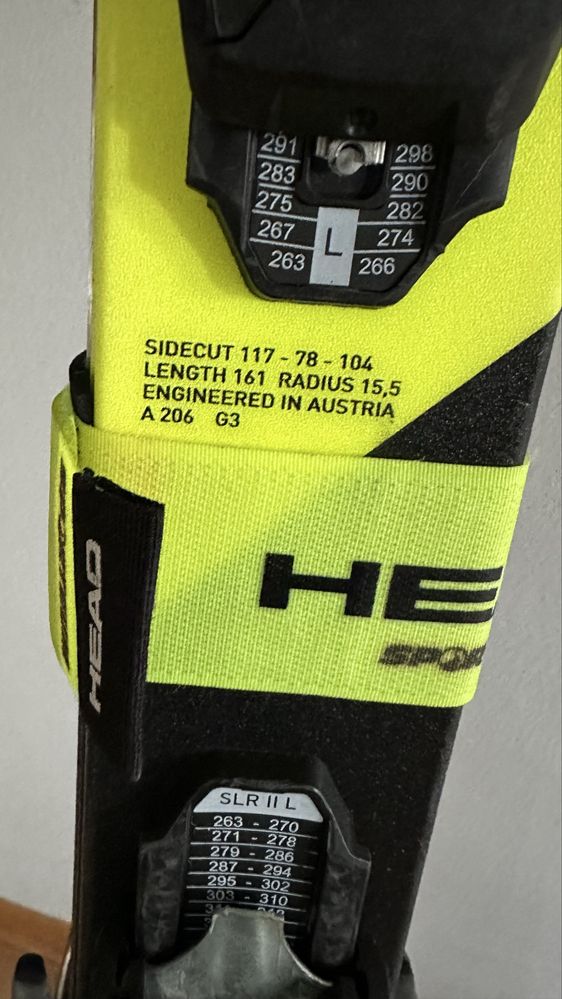 291 298
283 290
275 282
267 L 274
263 266
SIDECUT 117 - 78 - 104
LENGTH 161 RADIUS 15,5
ENGINEERED IN AUSTRIA
A 206 G3
HEAD
HE
SPOR
SLR II L
263 - 270
271 - 278
279 - 286
287 - 294
295 - 302
303 - 310